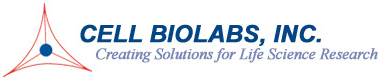 CELL BIOLABS, INC.
Creating Solutions for Life Science Research